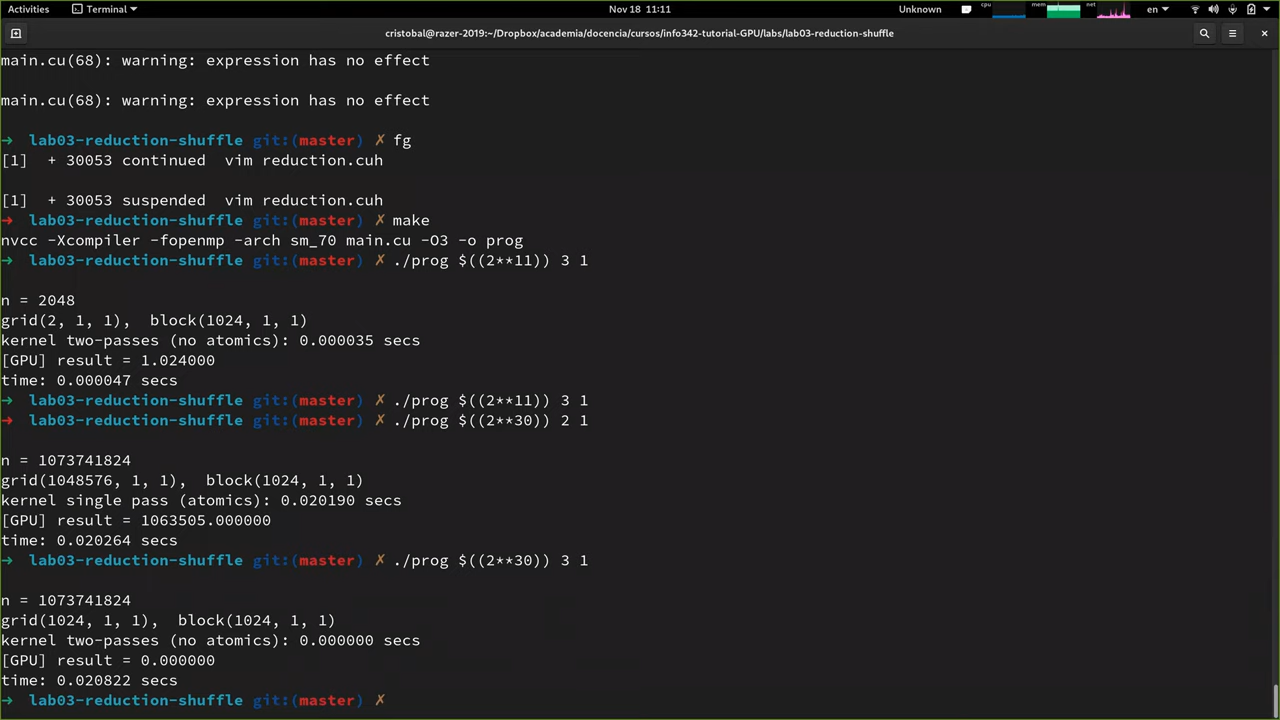 Activities Terminal Nov 18 11:11 Unknown cpu mem net en
cristobal@razer-2019:~/Dropbox/academia/docencia/cursos/info342-tutorial-GPU/labs/lab03-reduction-shuffle
main.cu(68): warning: expression has no effect
main.cu(68): warning: expression has no effect
→ lab03-reduction-shuffle git:(master) ✗ fg
[1]  + 30053 continued  vim reduction.cuh
[1]  + 30053 suspended  vim reduction.cuh
→ lab03-reduction-shuffle git:(master) ✗ make
nvcc -Xcompiler -fopenmp -arch sm_70 main.cu -O3 -o prog
→ lab03-reduction-shuffle git:(master) ✗ ./prog $((2**11)) 3 1
n = 2048
grid(2, 1, 1),  block(1024, 1, 1)
kernel two-passes (no atomics): 0.000035 secs
[GPU] result = 1.024000
time: 0.000047 secs
→ lab03-reduction-shuffle git:(master) ✗ ./prog $((2**11)) 3 1
→ lab03-reduction-shuffle git:(master) ✗ ./prog $((2**30)) 2 1
n = 1073741824
grid(1048576, 1, 1),  block(1024, 1, 1)
kernel single pass (atomics): 0.020190 secs
[GPU] result = 1063505.000000
time: 0.020264 secs
→ lab03-reduction-shuffle git:(master) ✗ ./prog $((2**30)) 3 1
n = 1073741824
grid(1024, 1, 1),  block(1024, 1, 1)
kernel two-passes (no atomics): 0.000000 secs
[GPU] result = 0.000000
time: 0.020822 secs
→ lab03-reduction-shuffle git:(master) ✗